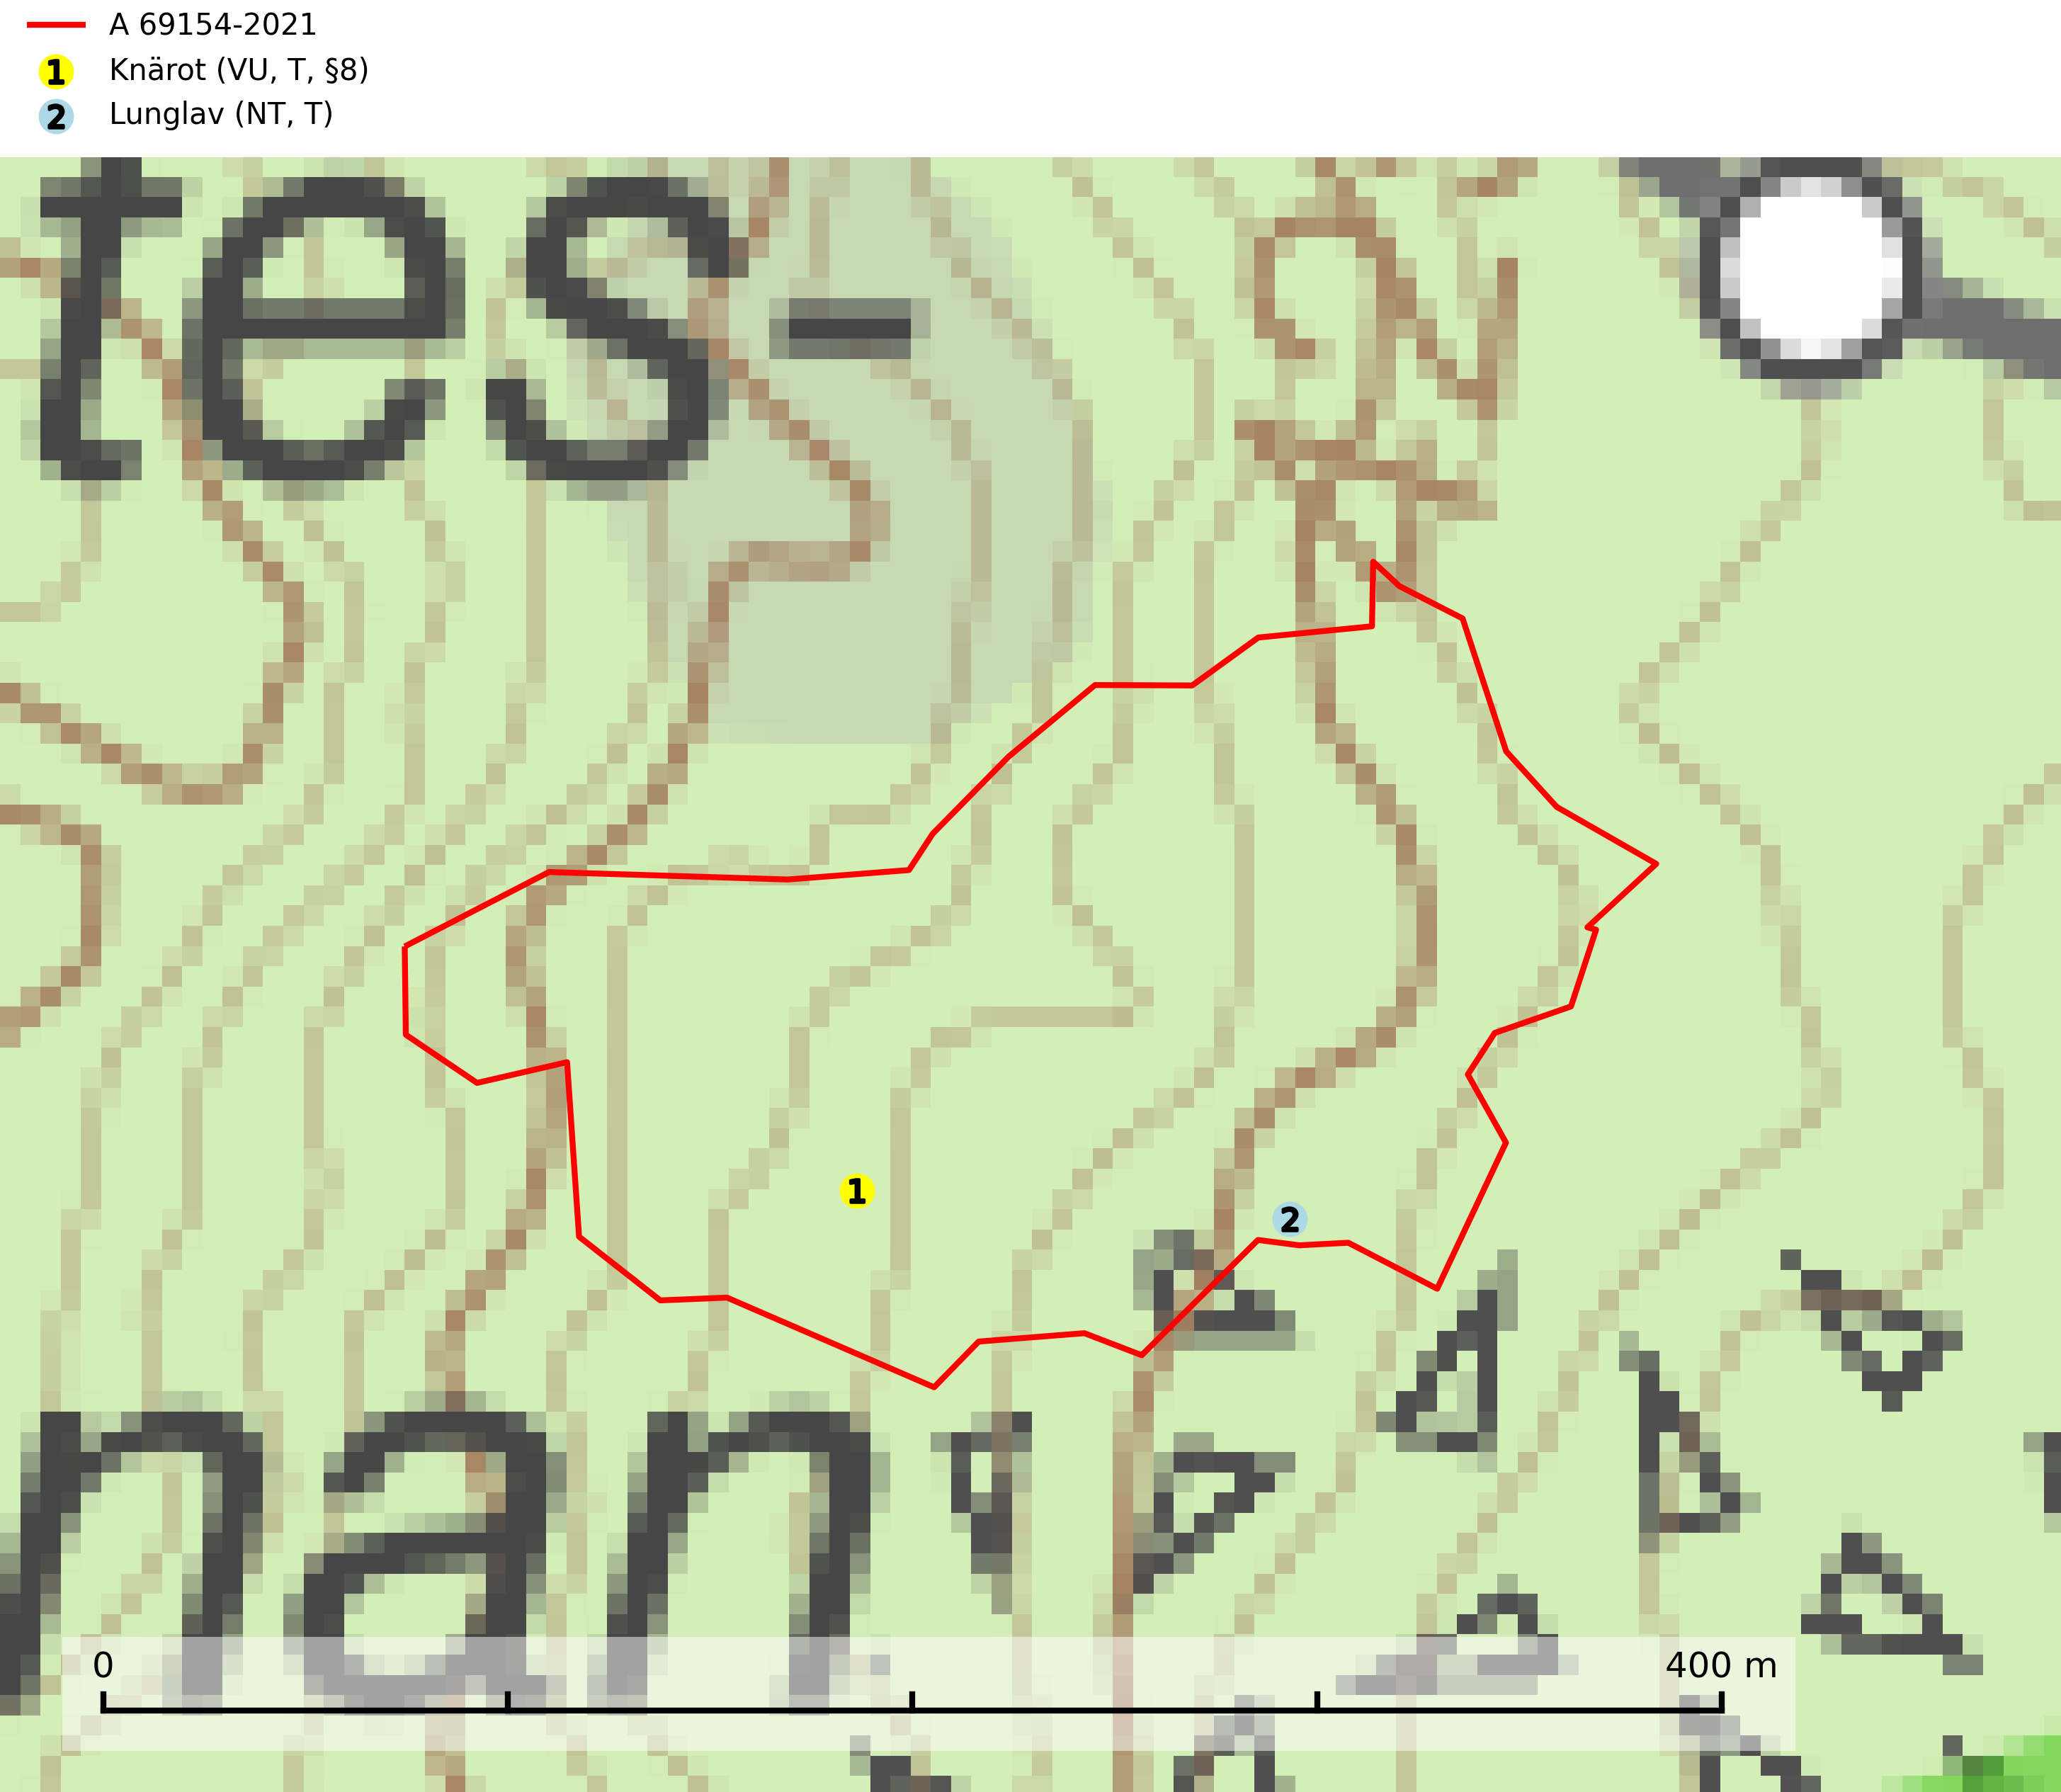 A 69154-2021
1 Knärot (VU, T, §8)
2 Lunglav (NT, T)
tes-
1
2
nan
0 400 m